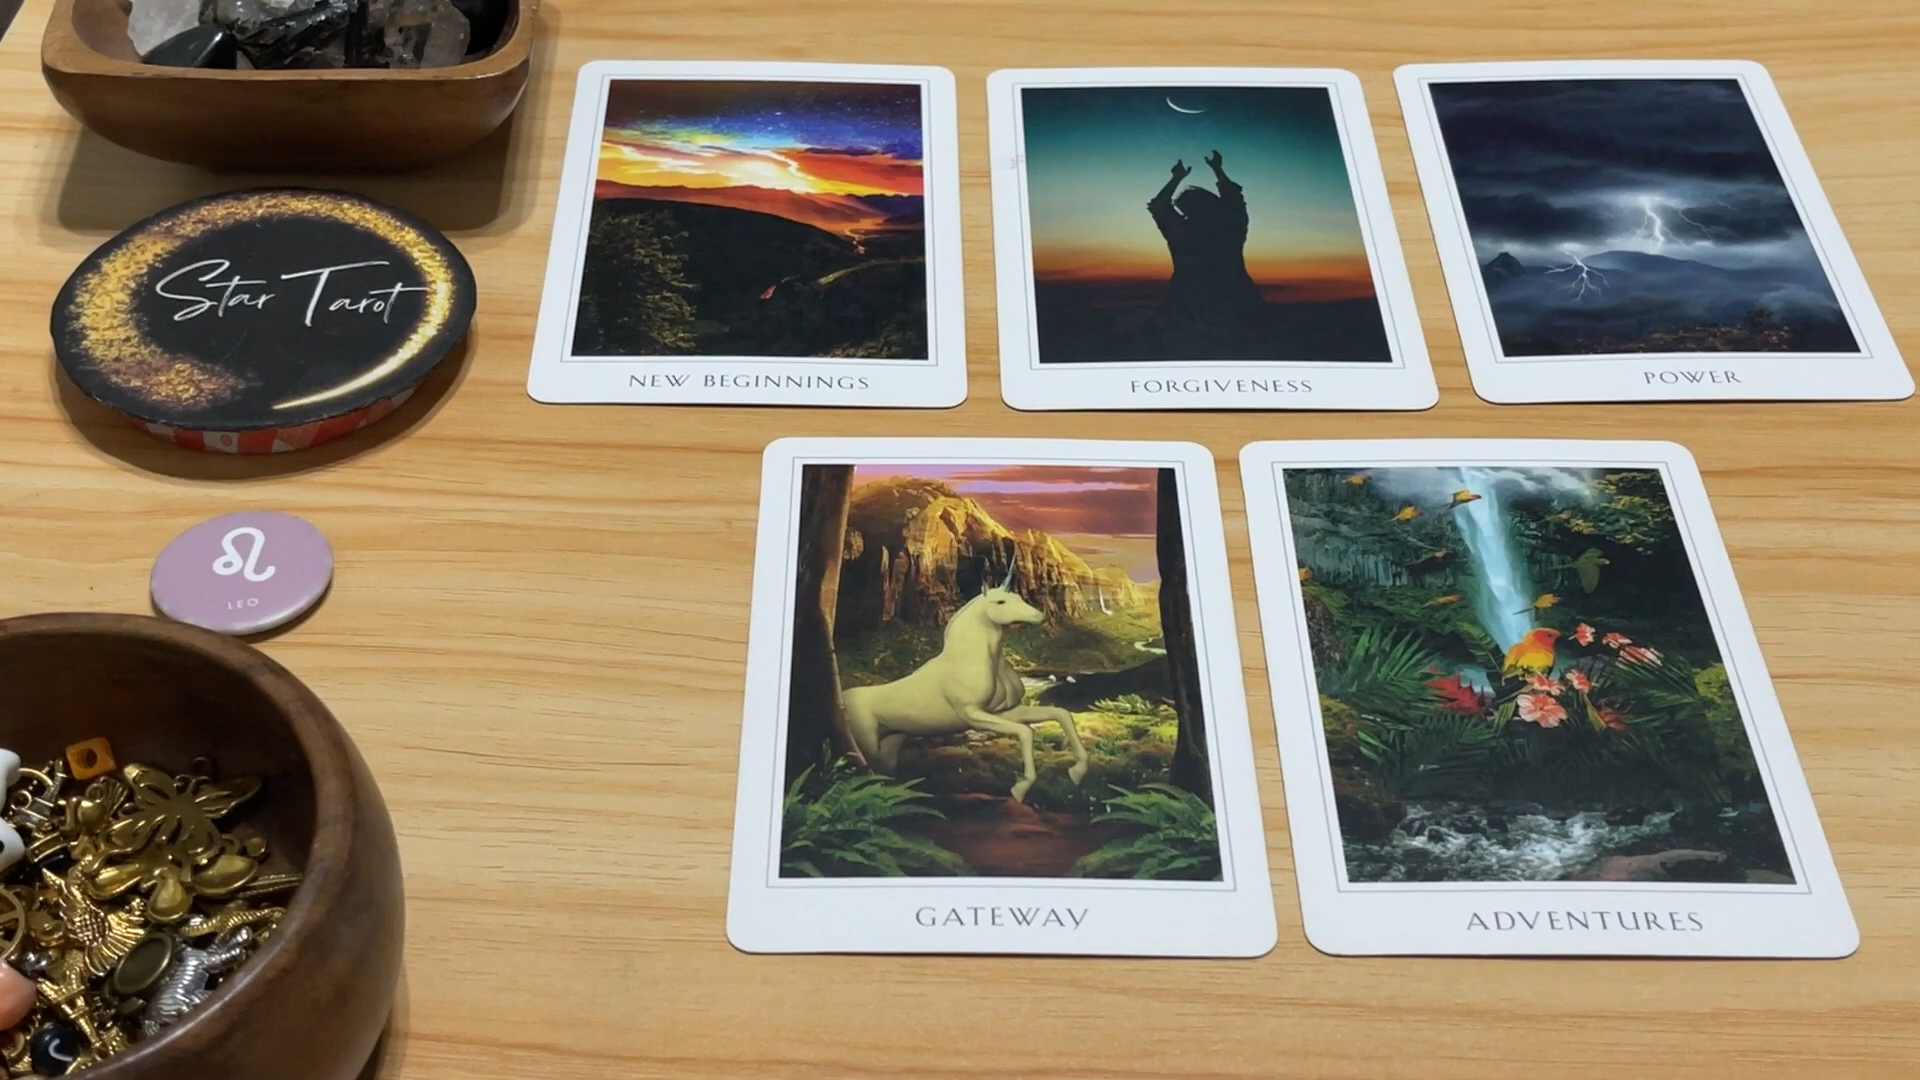 Star Tarot
NEW BEGINNINGS
FORGIVENESS
POWER
LEO
GATEWAY
ADVENTURES